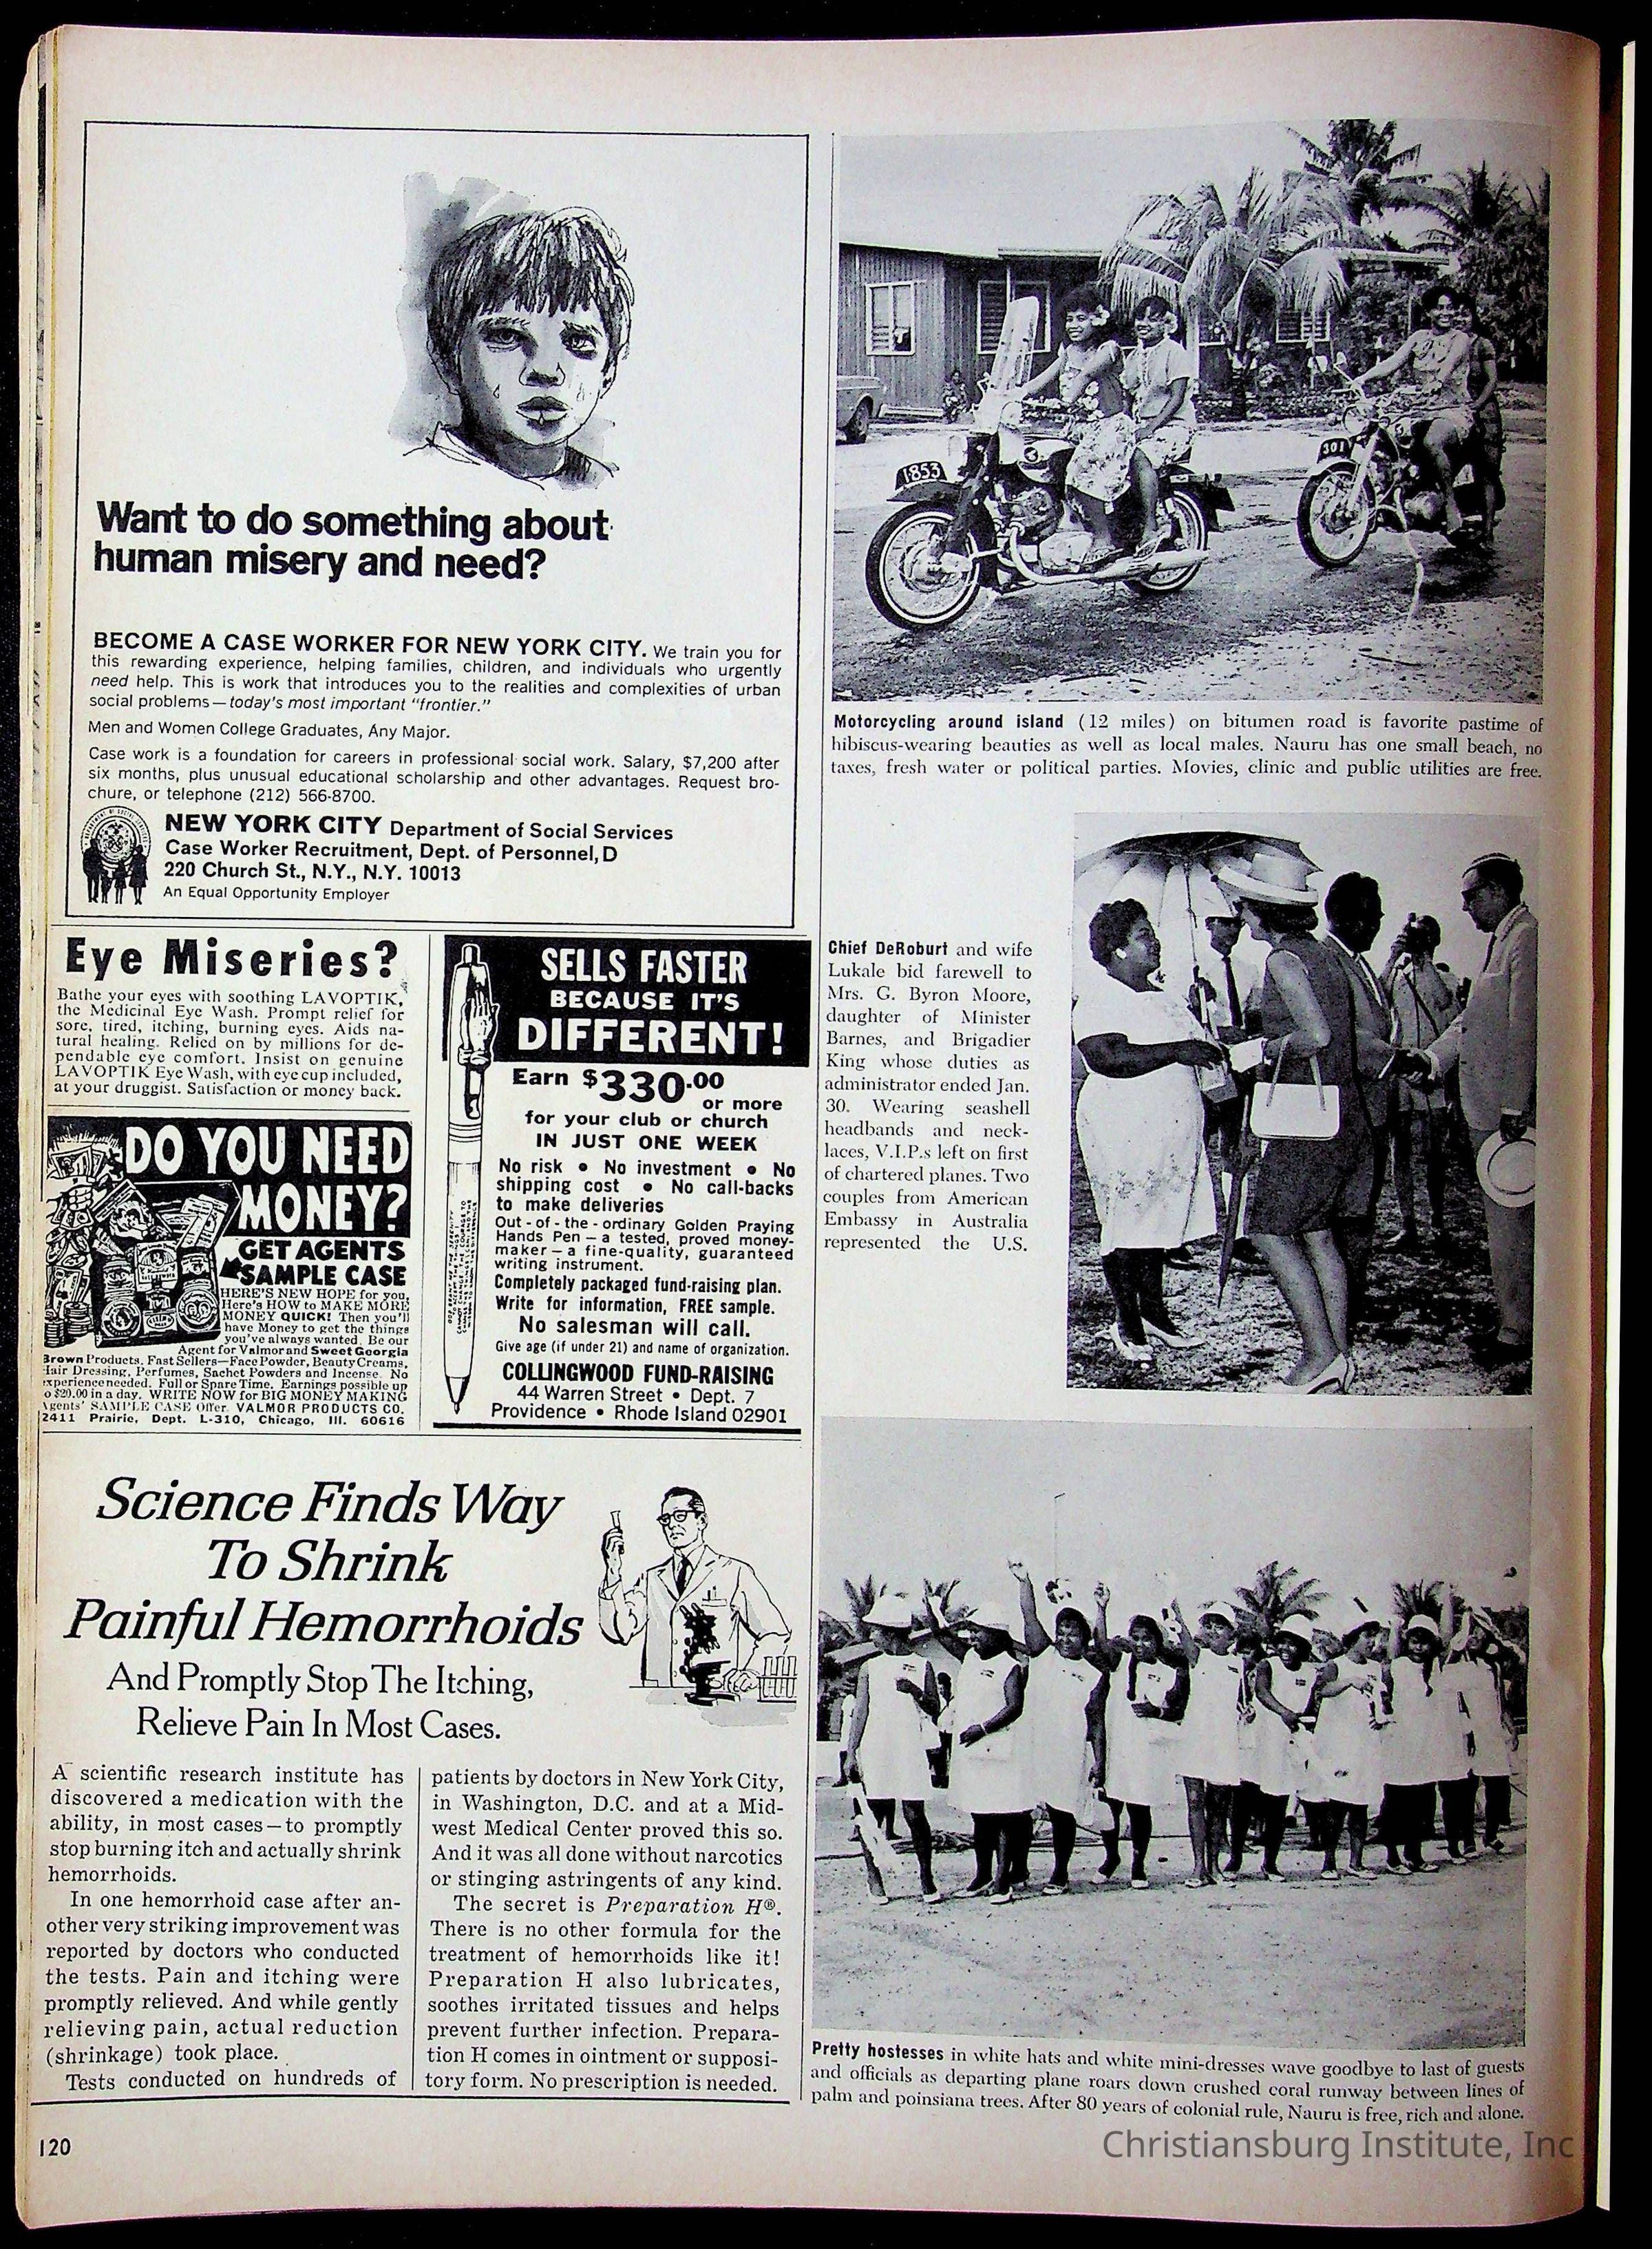 Want to do something about
human misery and need?
BECOME A CASE WORKER FOR NEW YORK CITY. We train you for
this rewarding experience, helping families, children, and individuals who urgently
need help. This is work that introduces you to the realities and complexities of urban
social problems—today's most important "frontier."
Men and Women College Graduates, Any Major.
Case work is a foundation for careers in professional social work. Salary, $7,200 after
six months, plus unusual educational scholarship and other advantages. Request bro-
chure, or telephone (212) 566-8700.
NEW YORK CITY Department of Social Services
Case Worker Recruitment, Dept. of Personnel, D
220 Church St., N.Y., N.Y. 10013
An Equal Opportunity Employer
Eye Miseries?
Bathe your eyes with soothing LAVOPTIK,
the Medicinal Eye Wash. Prompt relief for
sore, tired, itching, burning eyes. Aids na-
tural healing. Relied on by millions for de-
pendable eye comfort. Insist on genuine
LAVOPTIK Eye Wash, with eye cup included,
at your druggist. Satisfaction or money back.
DO YOU NEED
MONEY?
GET AGENTS
SAMPLE CASE
HERE'S NEW HOPE for you.
Here's HOW to MAKE MORE
MONEY QUICK! Then you'll
have Money to get the things
you've always wanted. Be our
Agent for Valmor and Sweet Georgia
Brown Products. Fast Sellers—Face Powder, Beauty Creams,
Hair Dressing, Perfumes, Sachet Powders and Incense. No
experience needed. Full or Spare Time. Earnings possible up
o $20.00 in a day. WRITE NOW for BIG MONEY MAKING
Agents' SAMPLE CASE Offer. VALMOR PRODUCTS CO.
2411 Prairie, Dept. L-310, Chicago, Ill. 60616
SELLS FASTER
BECAUSE IT'S
DIFFERENT!
Earn $330.00
or more
for your club or church
IN JUST ONE WEEK
No risk • No investment • No
shipping cost • No call-backs
to make deliveries
Out-of-the-ordinary Golden Praying
Hands Pen—a tested, proved money-
maker—a fine-quality, guaranteed
writing instrument.
Completely packaged fund-raising plan.
Write for information, FREE sample.
No salesman will call.
Give age (if under 21) and name of organization.
COLLINGWOOD FUND-RAISING
44 Warren Street • Dept. 7
Providence • Rhode Island 02901
Science Finds Way
To Shrink
Painful Hemorrhoids
And Promptly Stop The Itching,
Relieve Pain In Most Cases.
A scientific research institute has
discovered a medication with the
ability, in most cases—to promptly
stop burning itch and actually shrink
hemorrhoids.
In one hemorrhoid case after an-
other very striking improvement was
reported by doctors who conducted
the tests. Pain and itching were
promptly relieved. And while gently
relieving pain, actual reduction
(shrinkage) took place.
Tests conducted on hundreds of
patients by doctors in New York City,
in Washington, D.C. and at a Mid-
west Medical Center proved this so.
And it was all done without narcotics
or stinging astringents of any kind.
The secret is Preparation H®.
There is no other formula for the
treatment of hemorrhoids like it!
Preparation H also lubricates,
soothes irritated tissues and helps
prevent further infection. Prepara-
tion H comes in ointment or supposi-
tory form. No prescription is needed.
120
1853
301
Motorcycling around island (12 miles) on bitumen road is favorite pastime of
hibiscus-wearing beauties as well as local males. Nauru has one small beach, no
taxes, fresh water or political parties. Movies, clinic and public utilities are free.
Chief DeRoburt and wife
Lukale bid farewell to
Mrs. G. Byron Moore,
daughter of Minister
Barnes, and Brigadier
King whose duties as
administrator ended Jan.
30. Wearing seashell
headbands and neck-
laces, V.I.P.s left on first
of chartered planes. Two
couples from American
Embassy in Australia
represented the U.S.
Pretty hostesses in white hats and white mini-dresses wave goodbye to last of guests
and officials as departing plane roars down crushed coral runway between lines of
palm and poinsiana trees. After 80 years of colonial rule, Nauru is free, rich and alone.
Christiansburg Institute, Inc